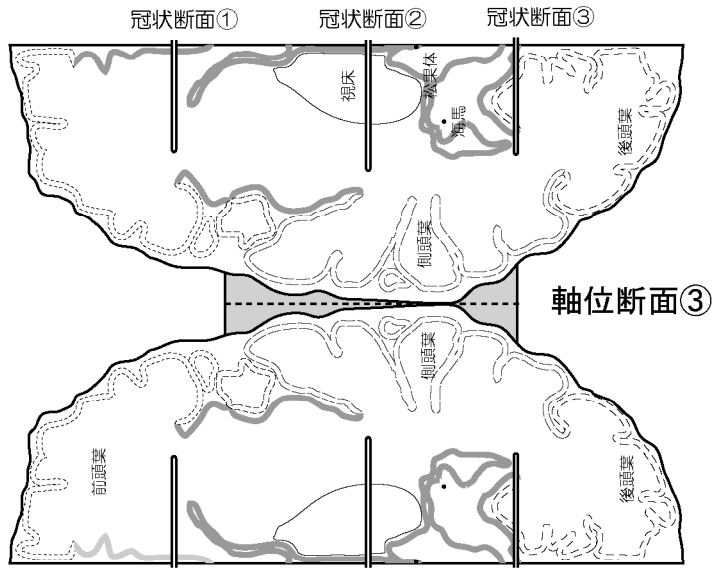 冠状断面①
冠状断面②
冠状断面③
視床
松果体
海馬
後頭葉
側頭葉
軸位断面③
側頭葉
前頭葉
後頭葉